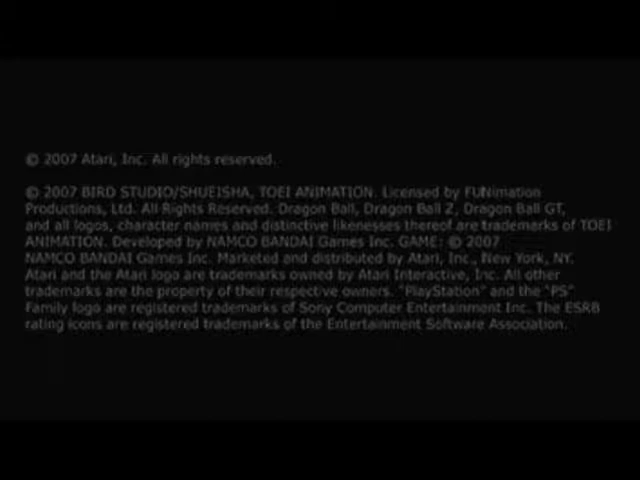 © 2007 Atari, Inc. All rights reserved.
© 2007 BIRD STUDIO/SHUEISHA, TOEI ANIMATION. Licensed by FUNimation
Productions, Ltd. All Rights Reserved. Dragon Ball, Dragon Ball Z, Dragon Ball GT,
and all logos, character names and distinctive likenesses thereof are trademarks of TOEI
ANIMATION. Developed by NAMCO BANDAI Games Inc. GAME: © 2007
NAMCO BANDAI Games Inc. Marketed and distributed by Atari, Inc., New York, NY.
Atari and the Atari logo are trademarks owned by Atari Interactive, Inc. All other
trademarks are the property of their respective owners. "PlayStation" and the "PS"
Family logo are registered trademarks of Sony Computer Entertainment Inc. The ESRB
rating icons are registered trademarks of the Entertainment Software Association.